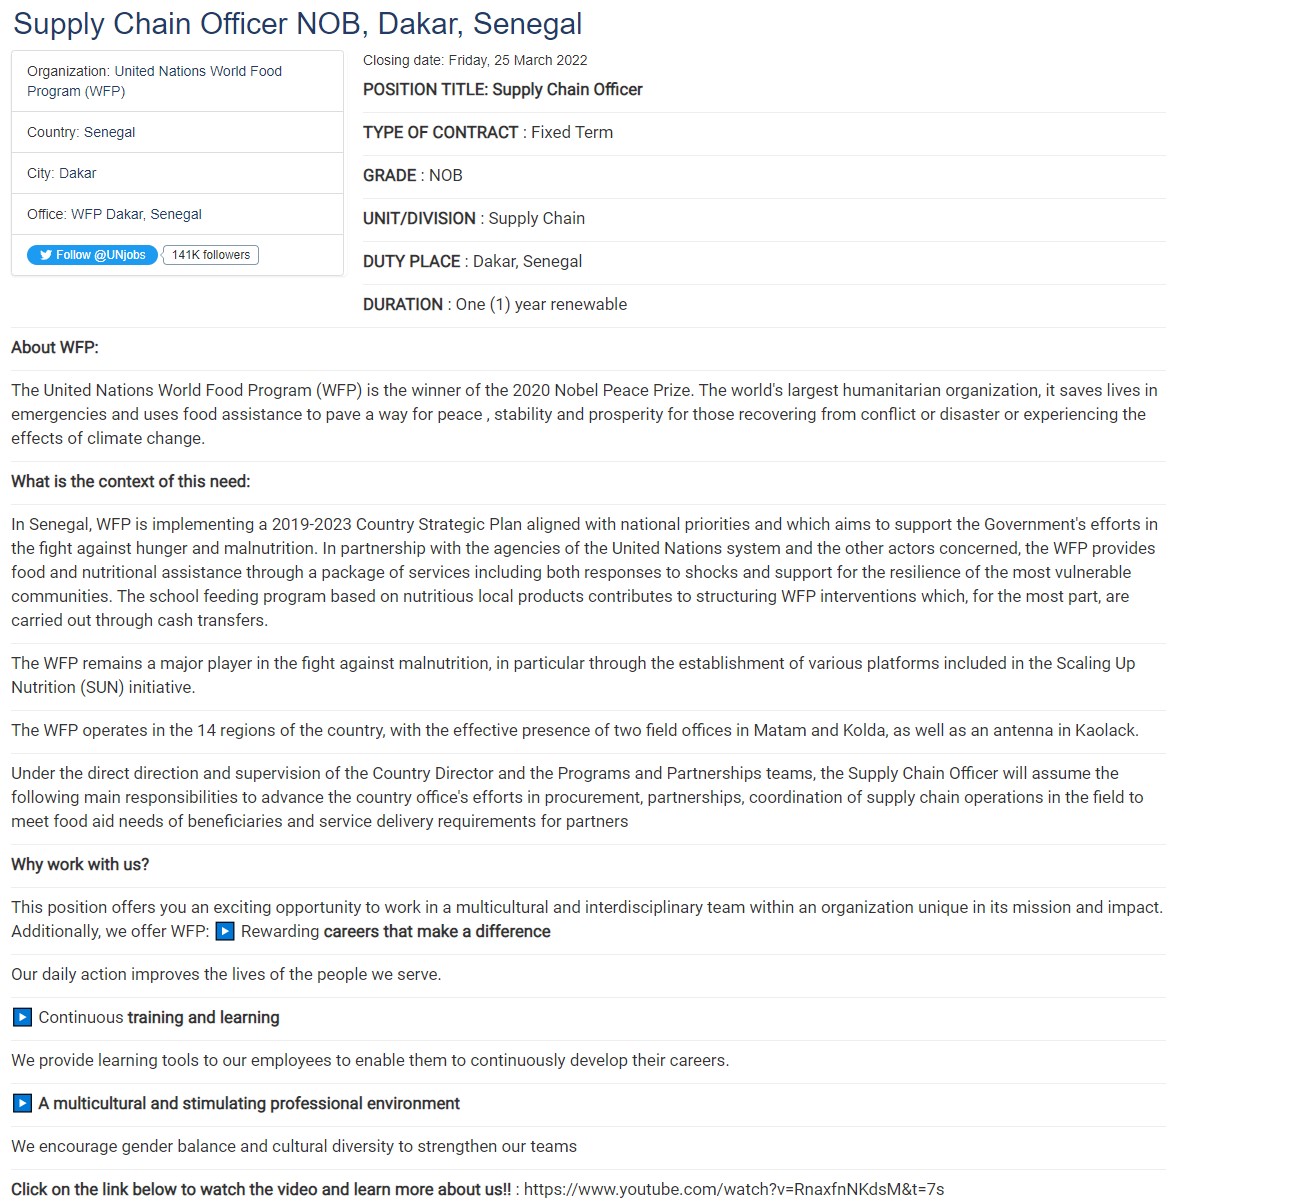 Supply Chain Officer NOB, Dakar, Senegal
Organization: United Nations World Food
Program (WFP)
Country: Senegal
City: Dakar
Office: WFP Dakar, Senegal
Follow @UNjobs
141K followers
Closing date: Friday, 25 March 2022
POSITION TITLE: Supply Chain Officer
TYPE OF CONTRACT : Fixed Term
GRADE : NOB
UNIT/DIVISION : Supply Chain
DUTY PLACE : Dakar, Senegal
DURATION : One (1) year renewable
About WFP:
The United Nations World Food Program (WFP) is the winner of the 2020 Nobel Peace Prize. The world's largest humanitarian organization, it saves lives in
emergencies and uses food assistance to pave a way for peace , stability and prosperity for those recovering from conflict or disaster or experiencing the
effects of climate change.
What is the context of this need:
In Senegal, WFP is implementing a 2019-2023 Country Strategic Plan aligned with national priorities and which aims to support the Government's efforts in
the fight against hunger and malnutrition. In partnership with the agencies of the United Nations system and the other actors concerned, the WFP provides
food and nutritional assistance through a package of services including both responses to shocks and support for the resilience of the most vulnerable
communities. The school feeding program based on nutritious local products contributes to structuring WFP interventions which, for the most part, are
carried out through cash transfers.
The WFP remains a major player in the fight against malnutrition, in particular through the establishment of various platforms included in the Scaling Up
Nutrition (SUN) initiative.
The WFP operates in the 14 regions of the country, with the effective presence of two field offices in Matam and Kolda, as well as an antenna in Kaolack.
Under the direct direction and supervision of the Country Director and the Programs and Partnerships teams, the Supply Chain Officer will assume the
following main responsibilities to advance the country office's efforts in procurement, partnerships, coordination of supply chain operations in the field to
meet food aid needs of beneficiaries and service delivery requirements for partners
Why work with us?
This position offers you an exciting opportunity to work in a multicultural and interdisciplinary team within an organization unique in its mission and impact.
Additionally, we offer WFP: ▶️ Rewarding careers that make a difference
Our daily action improves the lives of the people we serve.
▶️ Continuous training and learning
We provide learning tools to our employees to enable them to continuously develop their careers.
▶️ A multicultural and stimulating professional environment
We encourage gender balance and cultural diversity to strengthen our teams
Click on the link below to watch the video and learn more about us!! : https://www.youtube.com/watch?v=RnaxfnNKdsM&t=7s